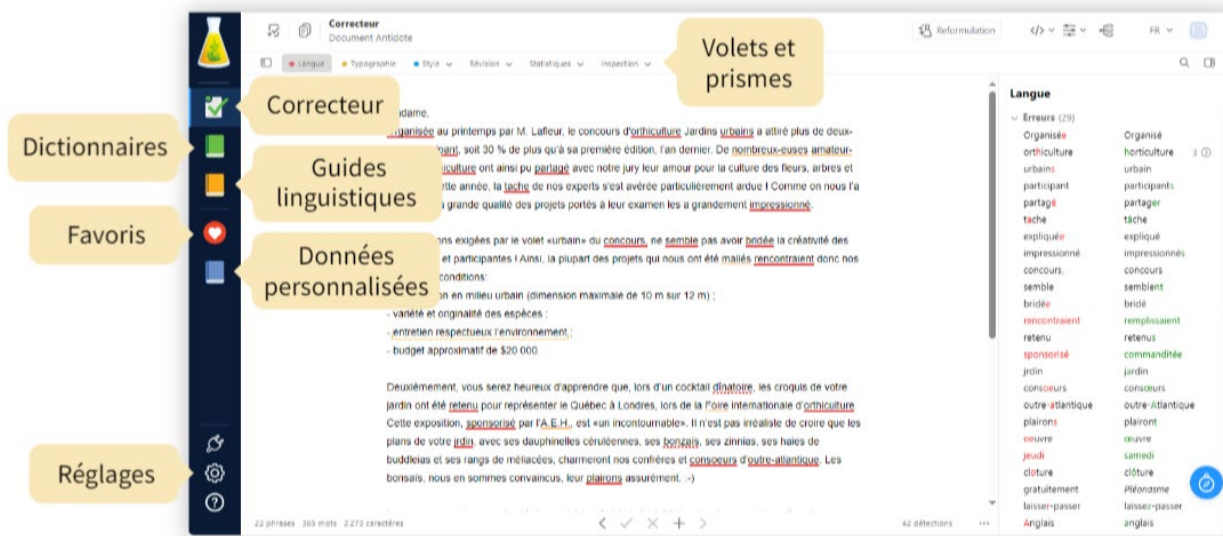 Correcteur
Document Antidote
Reformulation
FR
Langue
Typographie
Style
Révision
Statistiques
Inspection
Volets et
prismes
Correcteur
Dictionnaires
Guides
linguistiques
Favoris
Données
personnalisées
Réglages
adame,
Organisée au printemps par M. Lafleur, le concours d'orthiculture Jardins urbains a attiré plus de deux-
pant, soit 30 % de plus qu'à sa première édition, l'an dernier. De nombreux-euses amateur-
hiculture ont ainsi pu partagé avec notre jury leur amour pour la culture des fleurs, arbres et
tte année, la tache de nos experts s'est avérée particulièrement ardue ! Comme on nous l'a
a grande qualité des projets portés à leur examen les a grandement impressionné.
ns exigées par le volet «urbain» du concours, ne semble pas avoir bridée la créativité des
et participantes ! Ainsi, la plupart des projets qui nous ont été mallés rencontraient donc nos
conditions:
on en milieu urbain (dimension maximale de 10 m sur 12 m) ;
- variété et originalité des espèces ;
- entretien respectueux l'environnement,;
- budget approximatif de $20 000.
Deuxièmement, vous serez heureux d'apprendre que, lors d'un cocktail dînatoire, les croquis de votre
jardin ont été retenu pour représenter le Québec à Londres, lors de la Foire internationale d'orthiculture
Cette exposition, sponsorisé par l'A.E.H., est «un incontournable». Il n'est pas irréaliste de croire que les
plans de votre jrdin, avec ses dauphinelles céruléennes, ses bonzaïs, ses zinnias, ses haies de
buddleias et ses rangs de méliacées, charmeront nos confrères et consoeurs d'outre-atlantique. Les
bonsaïs, nous en sommes convaincus, leur plairons assurément. :-)
22 phrases 365 mots 2 273 caractères
42 détections
Langue
Erreurs (29)
Organisée Organisé
orthiculture horticulture 3
urbains urbain
participant participants
partagé partager
tache tâche
expliquée expliqué
impressionné impressionnés
concours, concours
semble semblent
bridée bridé
rencontraient remplissaient
retenu retenus
sponsorisé commanditée
jrdin jardin
consoeurs consœurs
outre-atlantique outre-Atlantique
plairons plairont
oeuvre œuvre
jeudi samedi
cloture clôture
gratuitement Pléonasme
laisser-passer laissez-passer
Anglais anglais